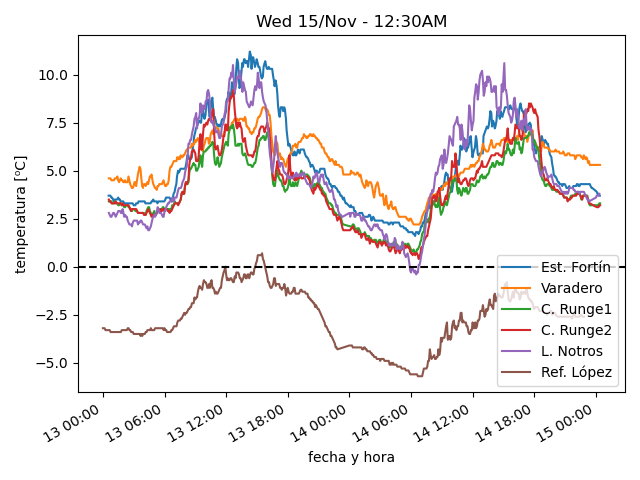 Wed 15/Nov - 12:30AM
temperatura [ºC]
10.0
7.5
5.0
2.5
0.0
−2.5
−5.0
Est. Fortín
Varadero
C. Runge1
C. Runge2
L. Notros
Ref. López
13 00:00
13 06:00
13 12:00
13 18:00
14 00:00
14 06:00
14 12:00
14 18:00
15 00:00
fecha y hora